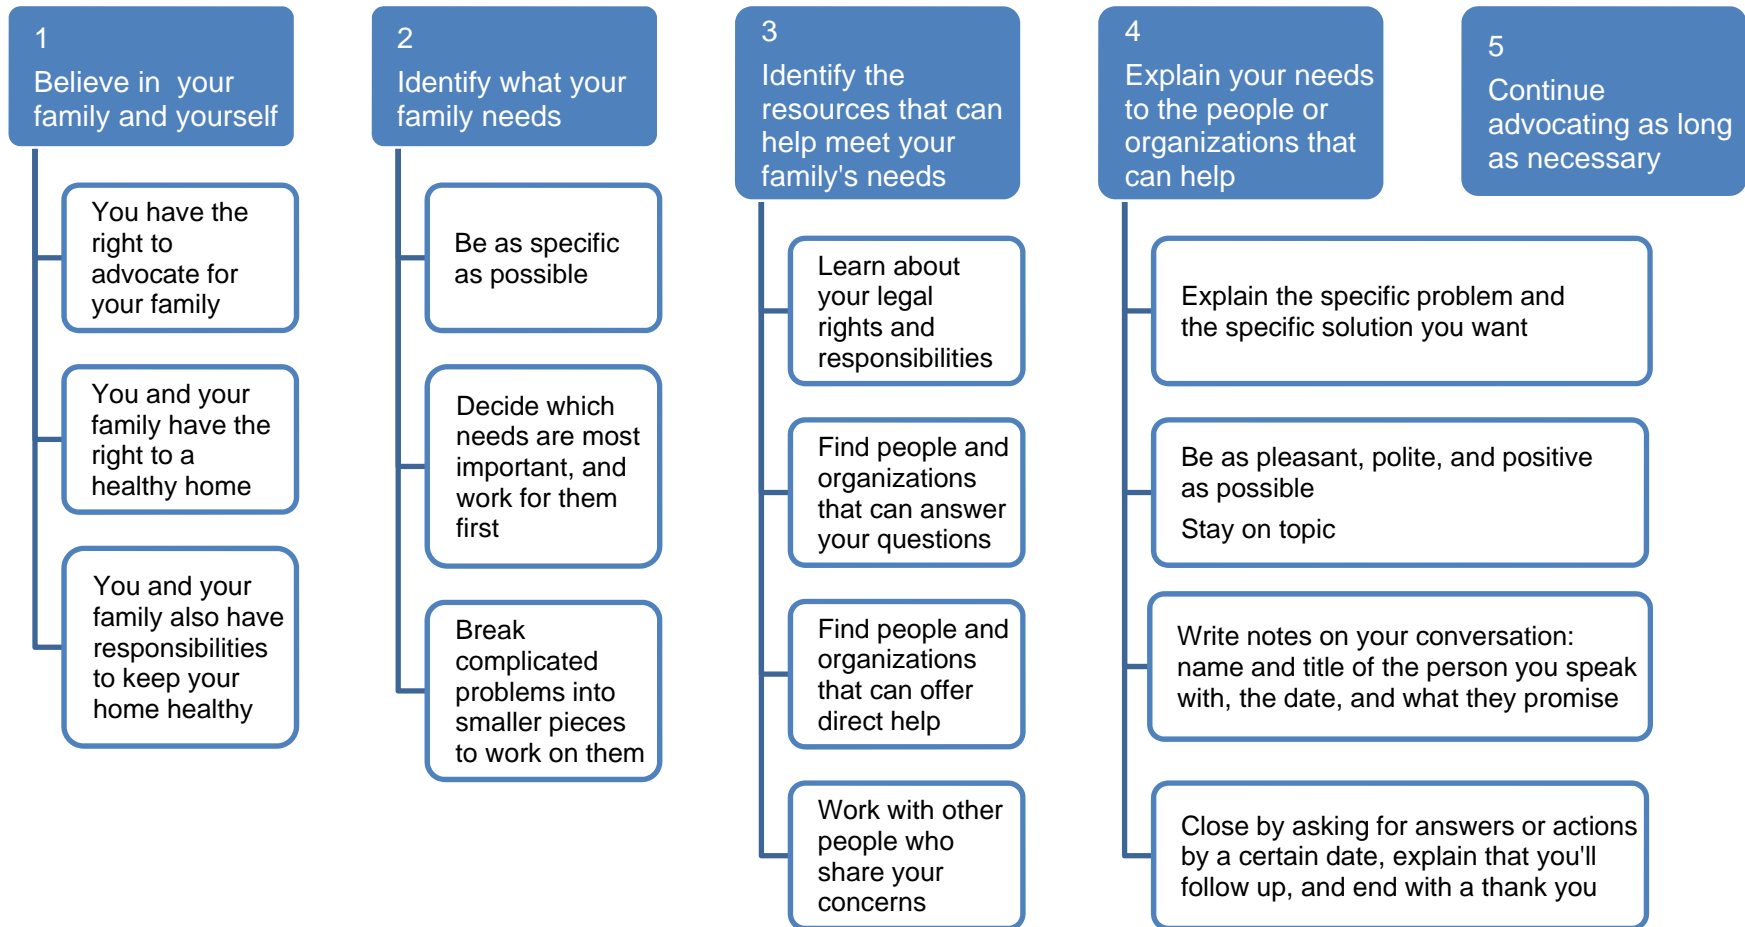 1
Believe in your
family and yourself
You have the
right to
advocate for
your family
You and your
family have the
right to a
healthy home
You and your
family also have
responsibilities
to keep your
home healthy
2
Identify what your
family needs
Be as specific
as possible
Decide which
needs are most
important, and
work for them
first
Break
complicated
problems into
smaller pieces
to work on them
3
Identify the
resources that can
help meet your
family's needs
Learn about
your legal
rights and
responsibilities
Find people and
organizations
that can answer
your questions
Find people and
organizations
that can offer
direct help
Work with other
people who
share your
concerns
4
Explain your needs
to the people or
organizations that
can help
Explain the specific problem and
the specific solution you want
Be as pleasant, polite, and positive
as possible
Stay on topic
Write notes on your conversation:
name and title of the person you speak
with, the date, and what they promise
Close by asking for answers or actions
by a certain date, explain that you'll
follow up, and end with a thank you
5
Continue
advocating as long
as necessary